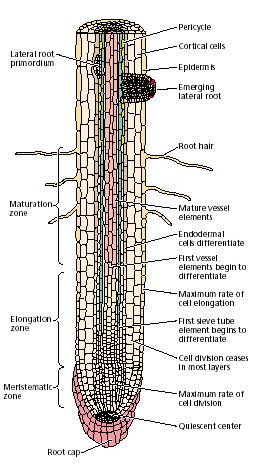 Pericycle
Cortical cells
Lateral root
primordium
Epidermis
Emerging
lateral root
Root hair
Maturation
zone
Mature vessel
elements
Endodermal
cells differentiate
First vessel
elements begin to
differentiate
Maximum rate of
cell elongation
Elongation
zone
First sieve tube
element begins to
differentiate
Cell division ceases
in most layers
Meristematic
zone
Maximum rate of
cell division
Quiescent center
Root cap